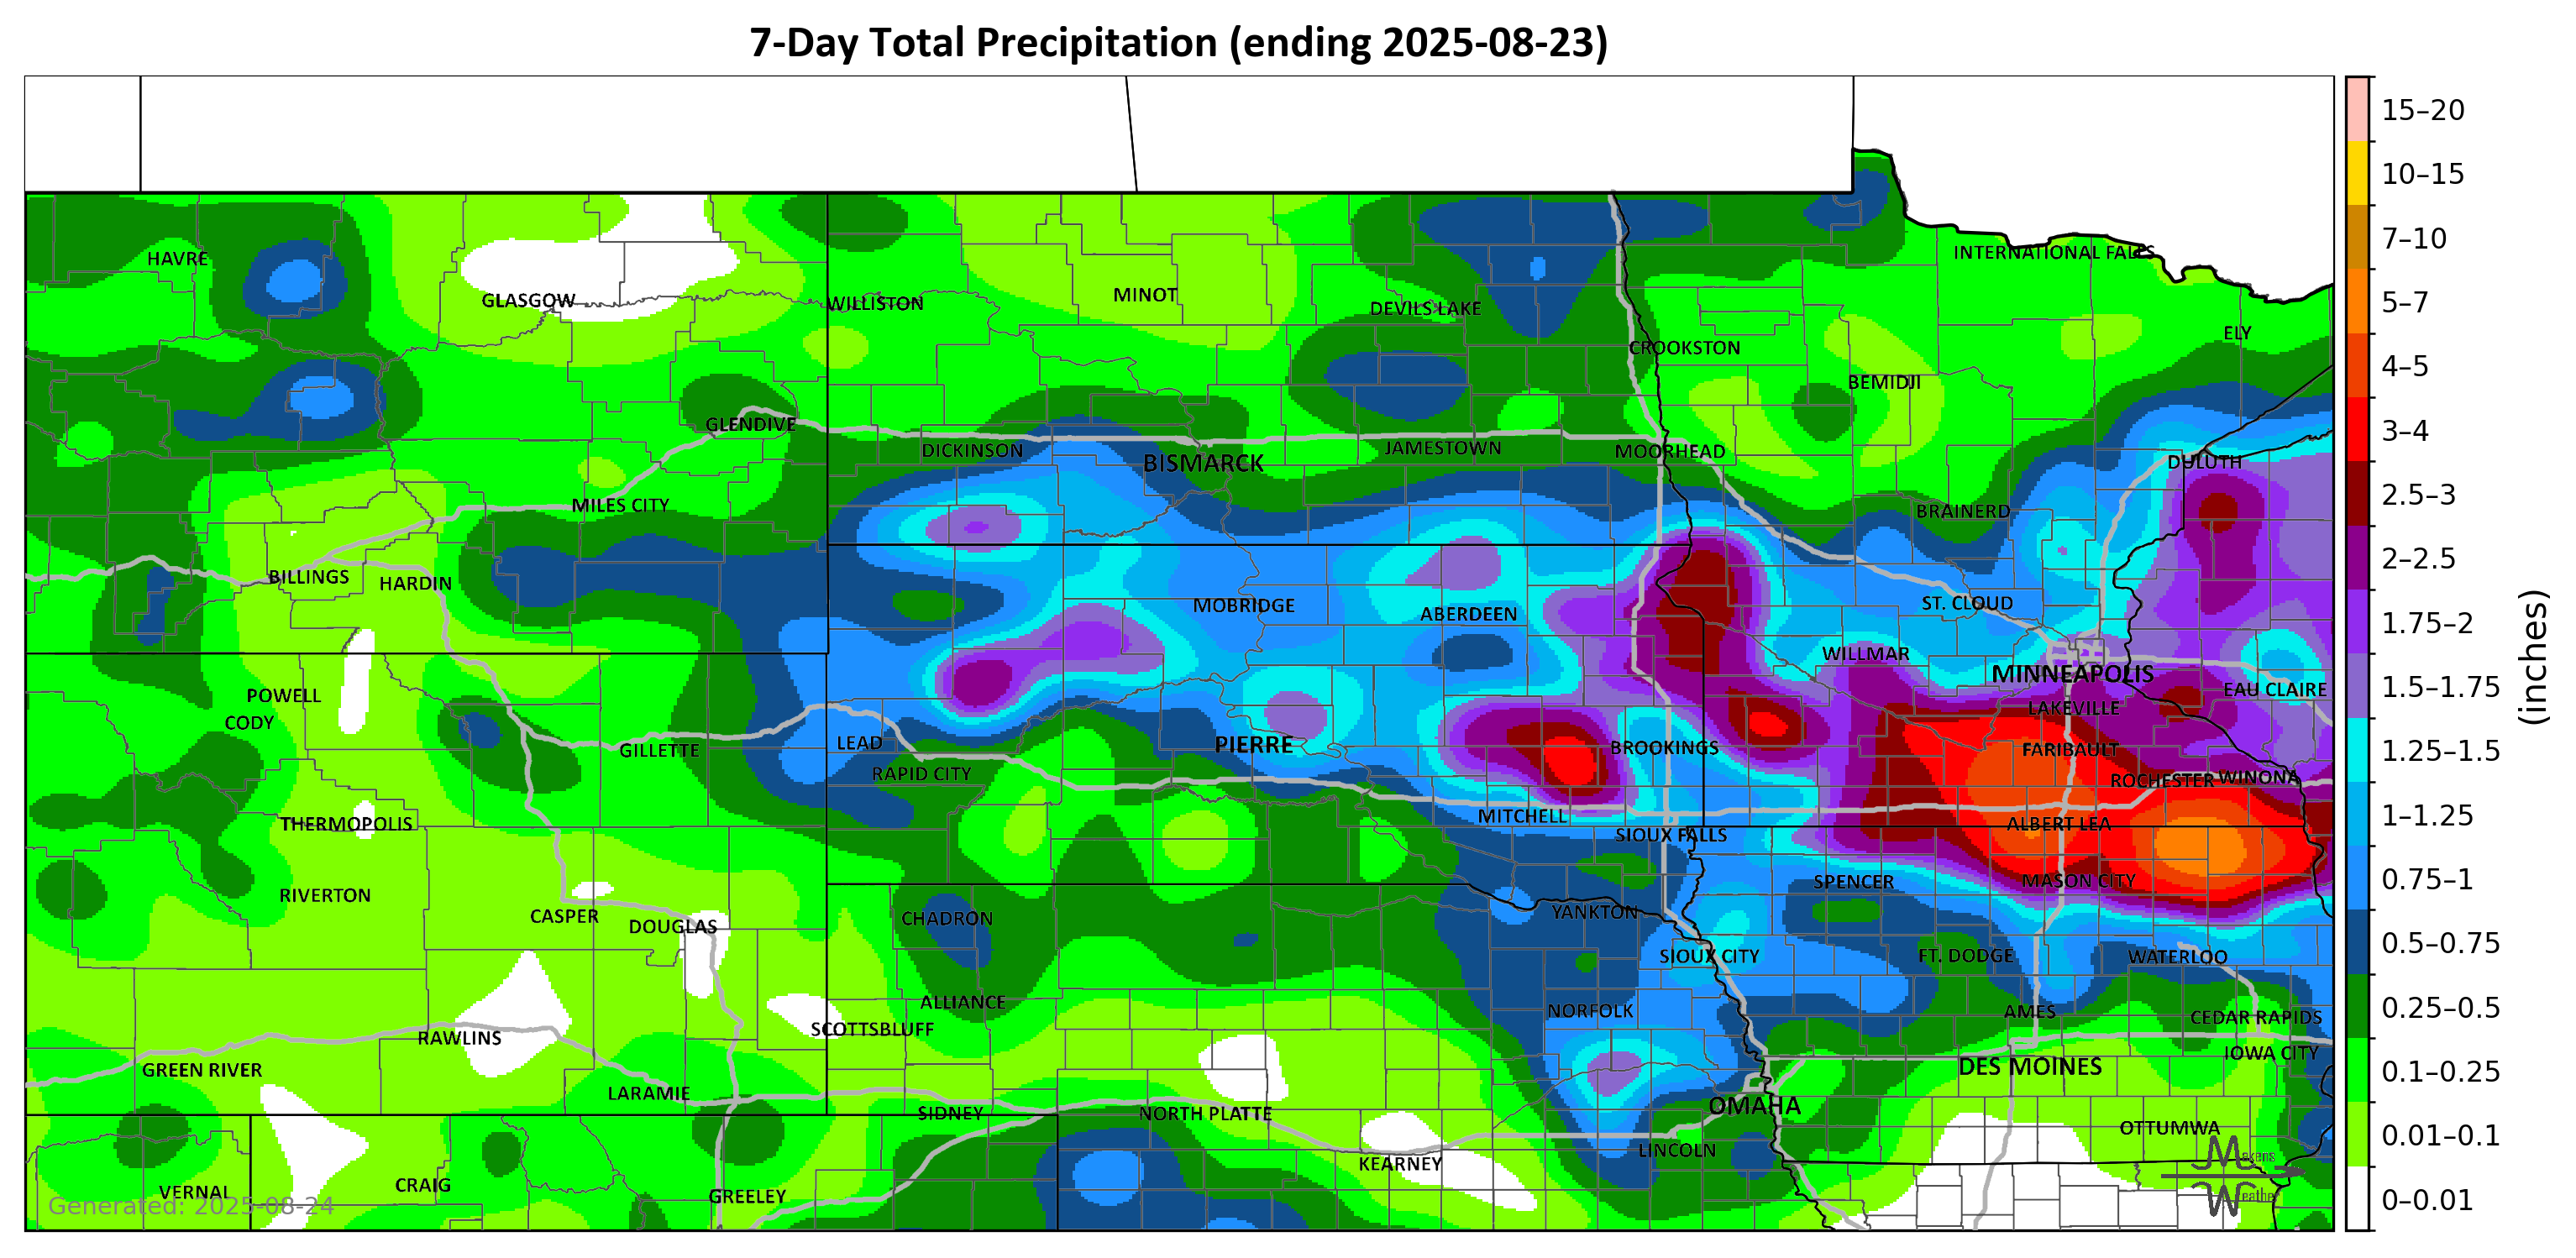 7-Day Total Precipitation (ending 2025-08-23)
15–20
10–15
7–10
5–7
4–5
3–4
2.5–3
2–2.5
1.75–2
1.5–1.75
1.25–1.5
1–1.25
0.75–1
0.5–0.75
0.25–0.5
0.1–0.25
0.01–0.1
0–0.01
(inches)
HAVRE
INTERNATIONAL FALLS
GLASGOW
WILLISTON
MINOT
DEVILS LAKE
ELY
CROOKSTON
BEMIDJI
GLENDIVE
DICKINSON
BISMARCK
JAMESTOWN
MOORHEAD
DULUTH
MILES CITY
BRAINERD
BILLINGS
HARDIN
MOBRIDGE
ABERDEEN
ST. CLOUD
WILLMAR
MINNEAPOLIS
EAU CLAIRE
POWELL
CODY
LAKEVILLE
GILLETTE
LEAD
PIERRE
BROOKINGS
FARIBAULT
RAPID CITY
ROCHESTER
WINONA
THERMOPOLIS
MITCHELL
SIOUX FALLS
ALBERT LEA
RIVERTON
SPENCER
MASON CITY
CASPER
DOUGLAS
CHADRON
YANKTON
SIOUX CITY
FT. DODGE
WATERLOO
ALLIANCE
NORFOLK
AMES
CEDAR RAPIDS
SCOTTSBLUFF
RAWLINS
IOWA CITY
GREEN RIVER
DES MOINES
LARAMIE
SIDNEY
NORTH PLATTE
OMAHA
OTTUMWA
LINCOLN
KEARNEY
VERNAL
CRAIG
GREELEY
Generated: 2025-08-24
Makens
Weather